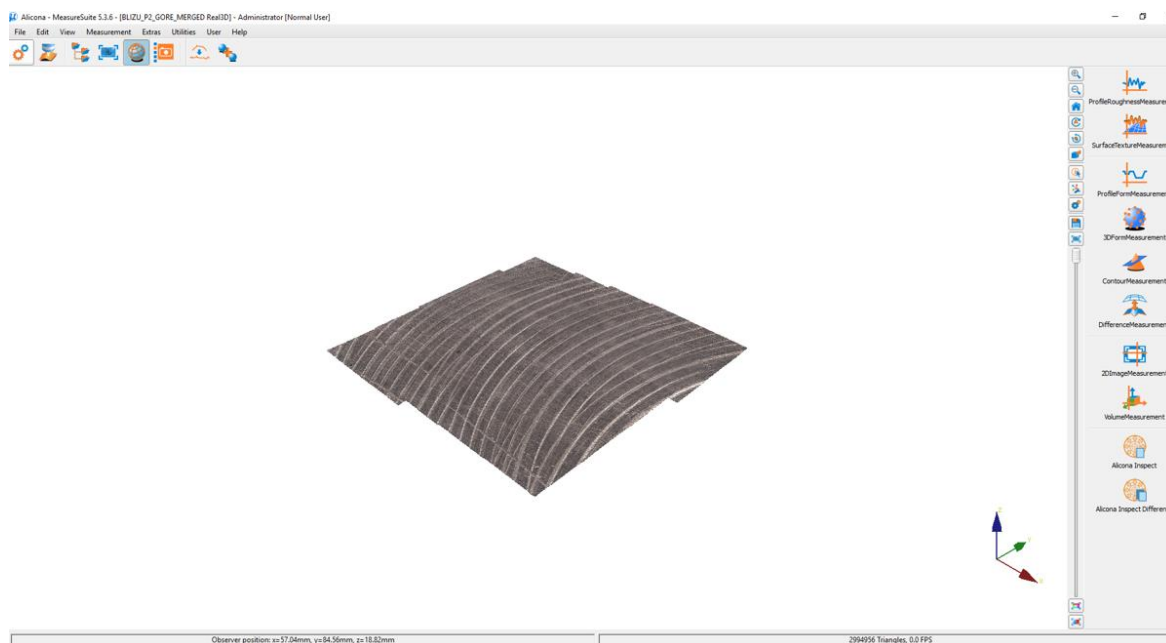 Alicona - MeasureSuite 5.3.6 - [BLIZU_P2_GORE_MERGED Real3D] - Administrator [Normal User]
File Edit View Measurement Extras Utilities User Help
ProfileRoughnessMeasure
SurfaceTextureMeasurem
ProfileFormMeasuremen
3DFormMeasurement
ContourMeasurement
DifferenceMeasuremen
2DImageMeasurement
VolumeMeasurement
Alicona Inspect
Alicona Inspect Differen
Observer position: x=57.04mm, y=84.56mm, z=18.82mm
2994956 Triangles, 0.0 FPS